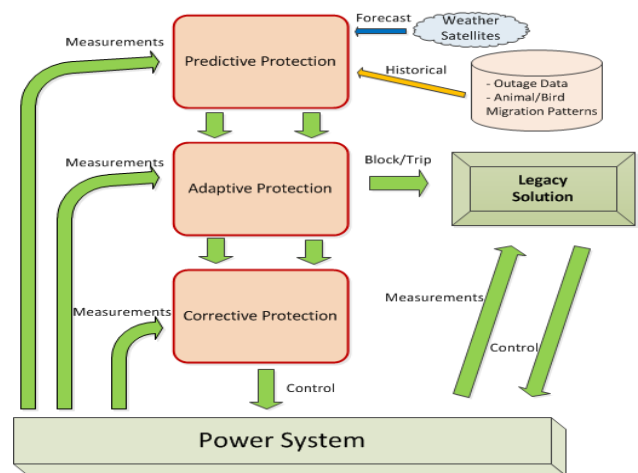 Forecast
Weather
Satellites
Measurements
Predictive Protection
Historical
- Outage Data
- Animal/Bird
Migration Patterns
Measurements
Block/Trip
Adaptive Protection
Legacy
Solution
Measurements
Corrective Protection
Measurements
Control
Control
Power System